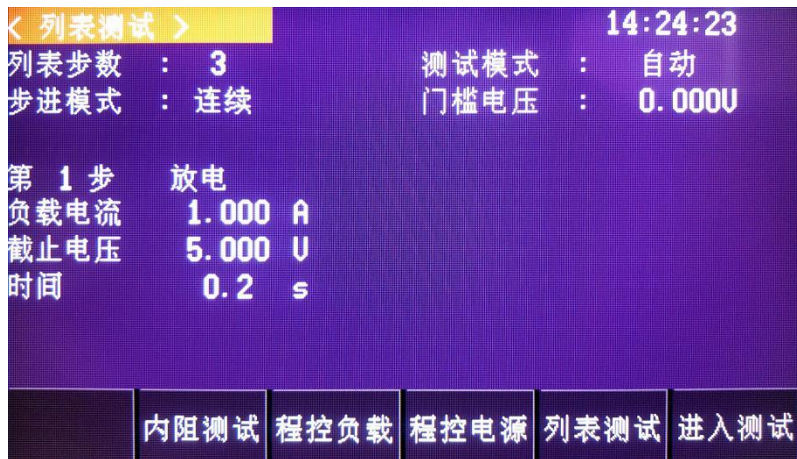 < 列表测试 > 14:24:23
列表步数 : 3 测试模式 : 自动
步进模式 : 连续 门槛电压 : 0.000V
第 1 步 放电
负载电流 1.000 A
截止电压 5.000 V
时间 0.2 s
内阻测试 程控负载 程控电源 列表测试 进入测试